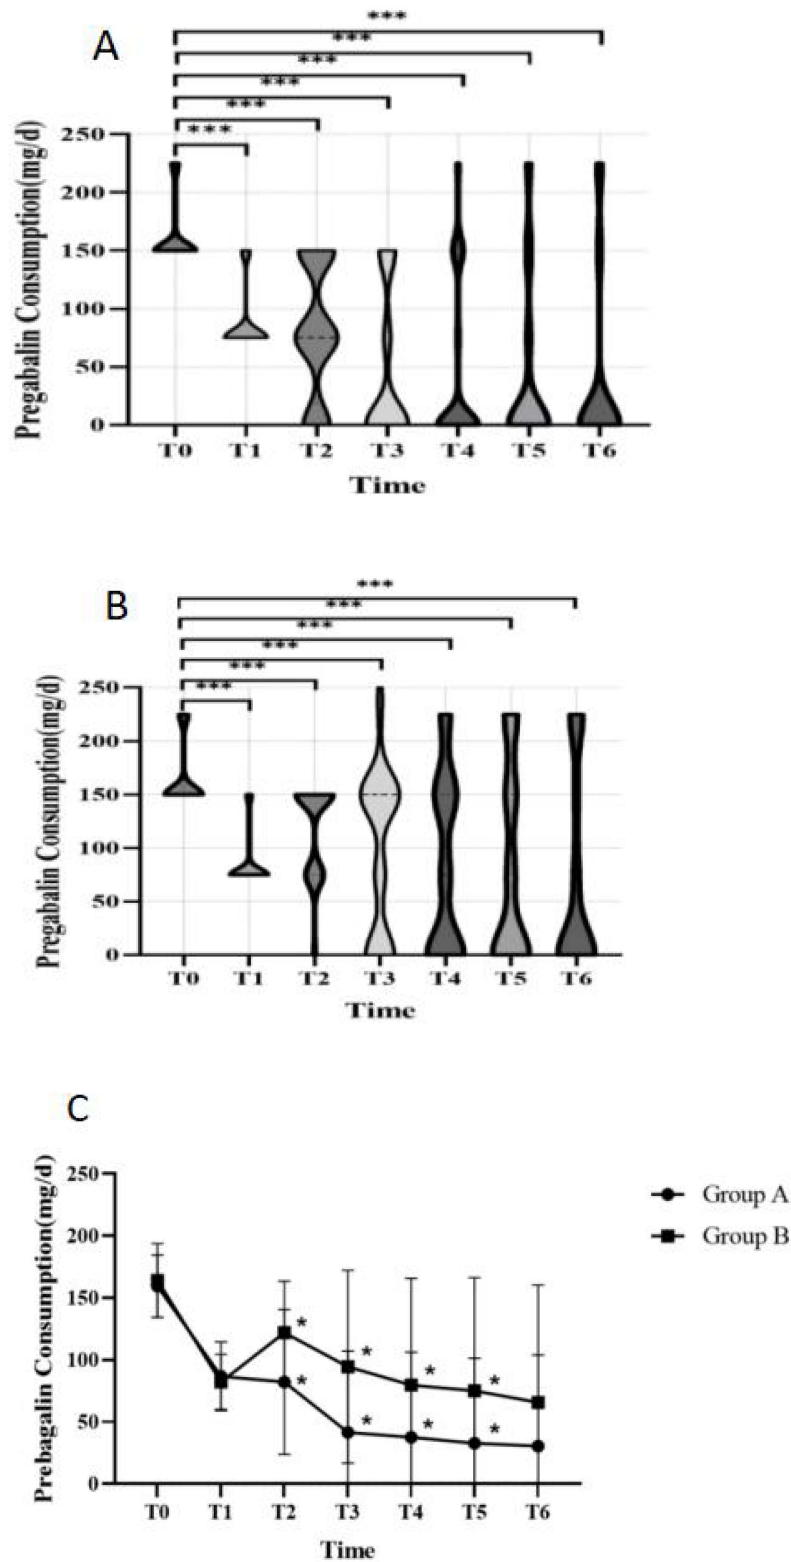 A
***
***
***
***
***
***
Pregabalin Consumption(mg/d)
250
200
150
100
50
0
T0 T1 T2 T3 T4 T5 T6
Time
B
***
***
***
***
***
***
Pregabalin Consumption(mg/d)
250
200
150
100
50
0
T0 T1 T2 T3 T4 T5 T6
Time
C
Prebagalin Consumption(mg/d)
250
200
150
100
50
0
* * * *
* * * *
T0 T1 T2 T3 T4 T5 T6
Time
Group A
Group B